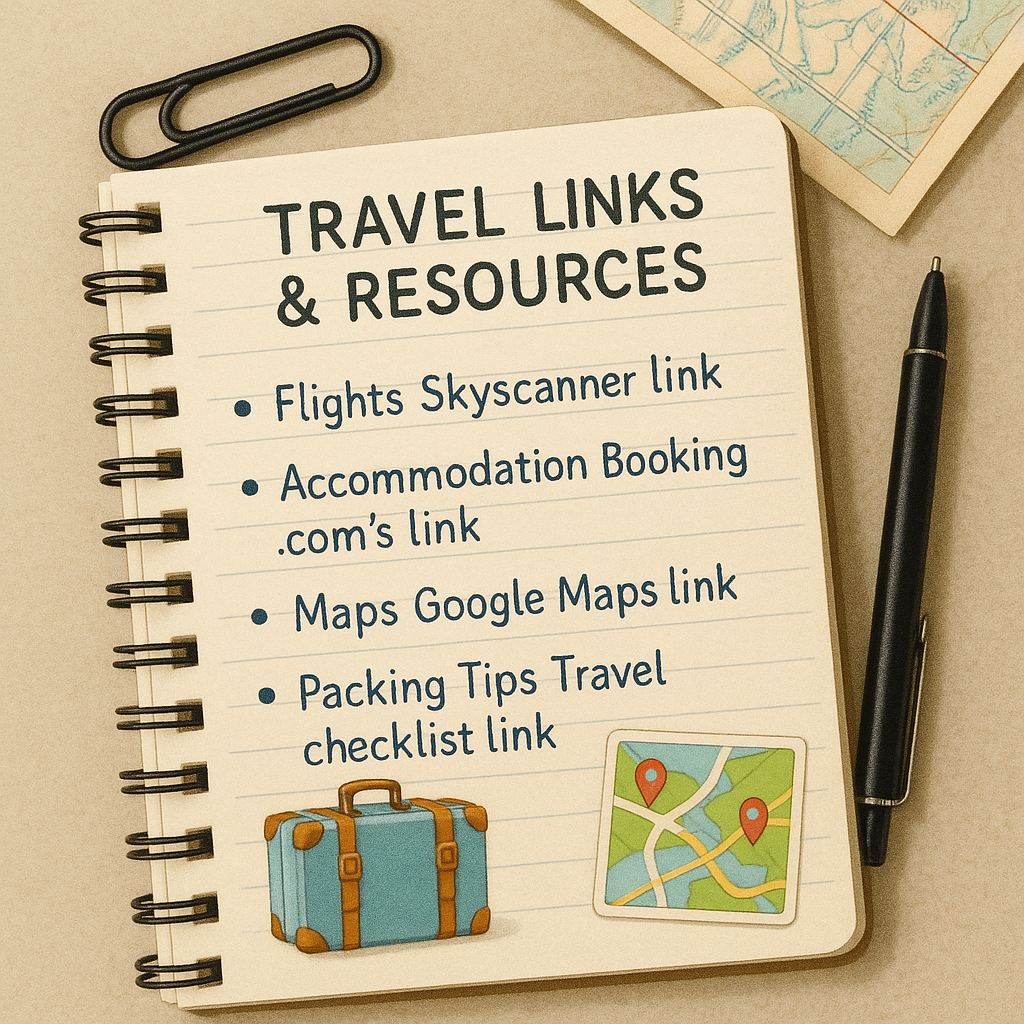 TRAVEL LINKS
& RESOURCES
• Flights Skyscanner link
• Accommodation Booking
.com's link
• Maps Google Maps link
• Packing Tips Travel
checklist link